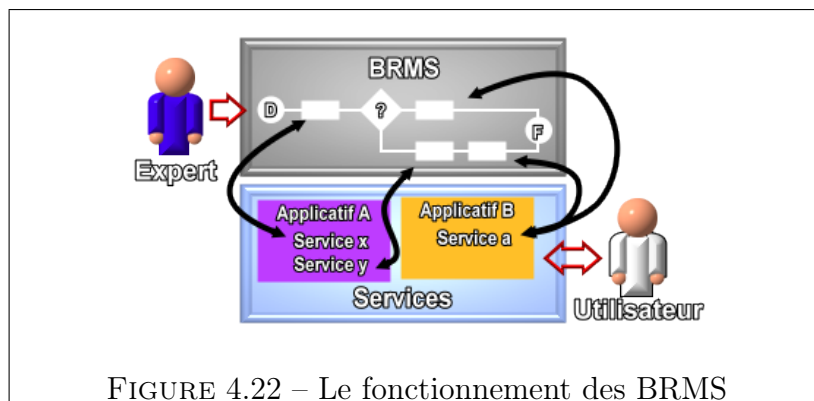 BRMS
D
?
F
Expert
Applicatif A
Service x
Service y
Applicatif B
Service a
Services
Utilisateur
FIGURE 4.22 – Le fonctionnement des BRMS